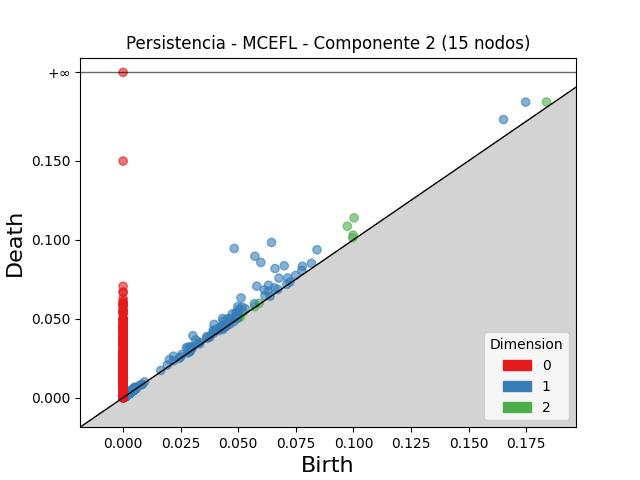 Persistencia - MCEFL - Componente 2 (15 nodos)
+∞
0.150
0.100
0.050
0.000
Death
Dimension
0
1
2
0.000 0.025 0.050 0.075 0.100 0.125 0.150 0.175
Birth